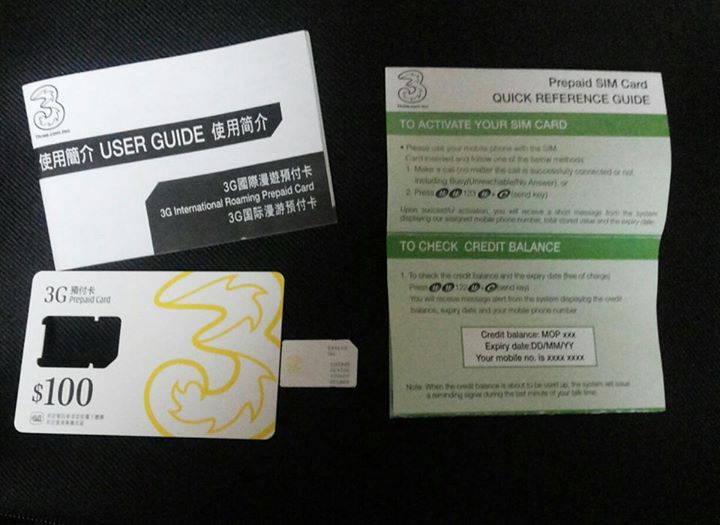 3
Three.com.mo
使用簡介 USER GUIDE 使用简介
3G國際漫遊預付卡
3G International Roaming Prepaid Card
3G国际漫游預付卡
3G 預付卡
Prepaid Card
$100
3
Three.com.mo
Prepaid SIM Card
QUICK REFERENCE GUIDE
TO ACTIVATE YOUR SIM CARD
• Please use your mobile phone with the SIM
Card inserted and follow one of the below methods:
1. Make a call (no matter the call is successfully connected or not,
including Busy/Unreachable/No Answer) or
2. Press ## 123 # + (send key)
Upon successful activation, you will receive a short message from the system
displaying our assigned mobile phone number, total stored value and the expiry date.
TO CHECK CREDIT BALANCE
1. To check the credit balance and the expiry date (free of charge)
Press ## 122 # + (send key)
You will receive message alert from the system displaying the credit
balance, expiry date and your mobile phone number
Credit balance: MOP xxx
Expiry date:DD/MM/YY
Your mobile no. is xxxx xxxx
Note: When the credit balance is about to be used up, the system will issue
a reminding signal during the last minute of your talk time.